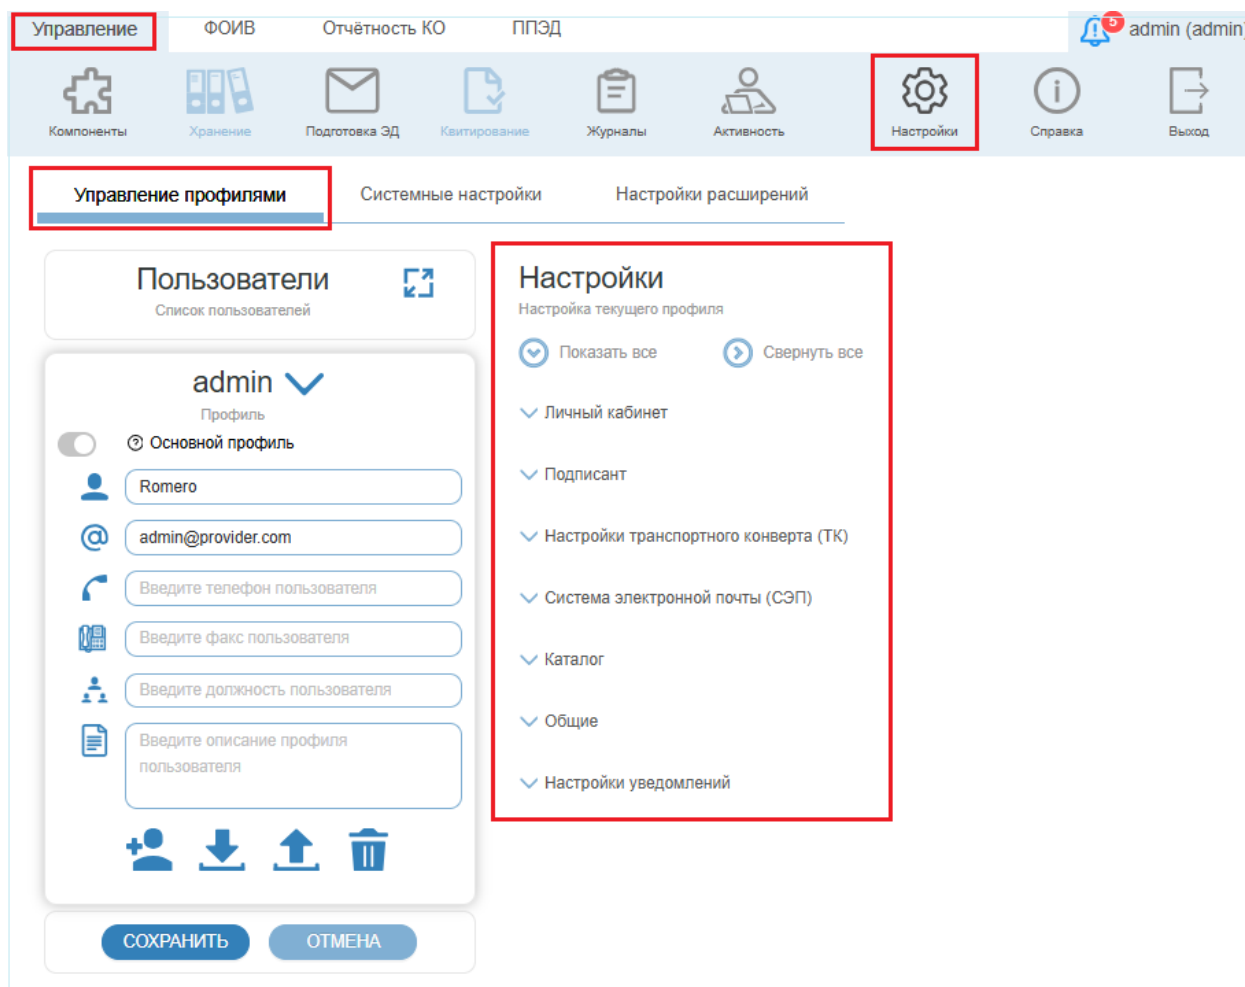 Управление ФОИВ Отчётность КО ППЭД 5 admin (admin)
Компоненты Хранение Подготовка ЭД Квитирование Журналы Активность Настройки Справка Выход
Управление профилями Системные настройки Настройки расширений
Пользователи
Список пользователей
admin
Профиль
Основной профиль
Romero
admin@provider.com
Введите телефон пользователя
Введите факс пользователя
Введите должность пользователя
Введите описание профиля
пользователя
СОХРАНИТЬ ОТМЕНА
Настройки
Настройка текущего профиля
Показать все Свернуть все
Личный кабинет
Подписант
Настройки транспортного конверта (ТК)
Система электронной почты (СЭП)
Каталог
Общие
Настройки уведомлений